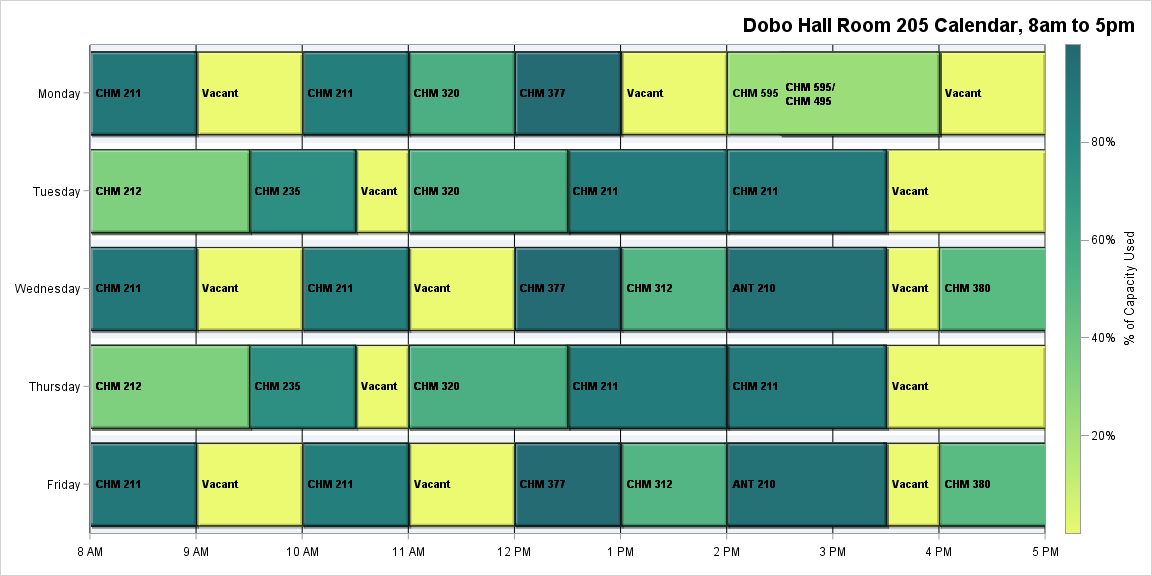 Dobo Hall Room 205 Calendar, 8am to 5pm
Monday
CHM 211
Vacant
CHM 211
CHM 320
CHM 377
Vacant
CHM 595
CHM 595/
CHM 495
Vacant
Tuesday
CHM 212
CHM 235
Vacant
CHM 320
CHM 211
CHM 211
Vacant
Wednesday
CHM 211
Vacant
CHM 211
Vacant
CHM 377
CHM 312
ANT 210
Vacant
CHM 380
Thursday
CHM 212
CHM 235
Vacant
CHM 320
CHM 211
CHM 211
Vacant
Friday
CHM 211
Vacant
CHM 211
Vacant
CHM 377
CHM 312
ANT 210
Vacant
CHM 380
8 AM
9 AM
10 AM
11 AM
12 PM
1 PM
2 PM
3 PM
4 PM
5 PM
80%
60%
40%
20%
% of Capacity Used